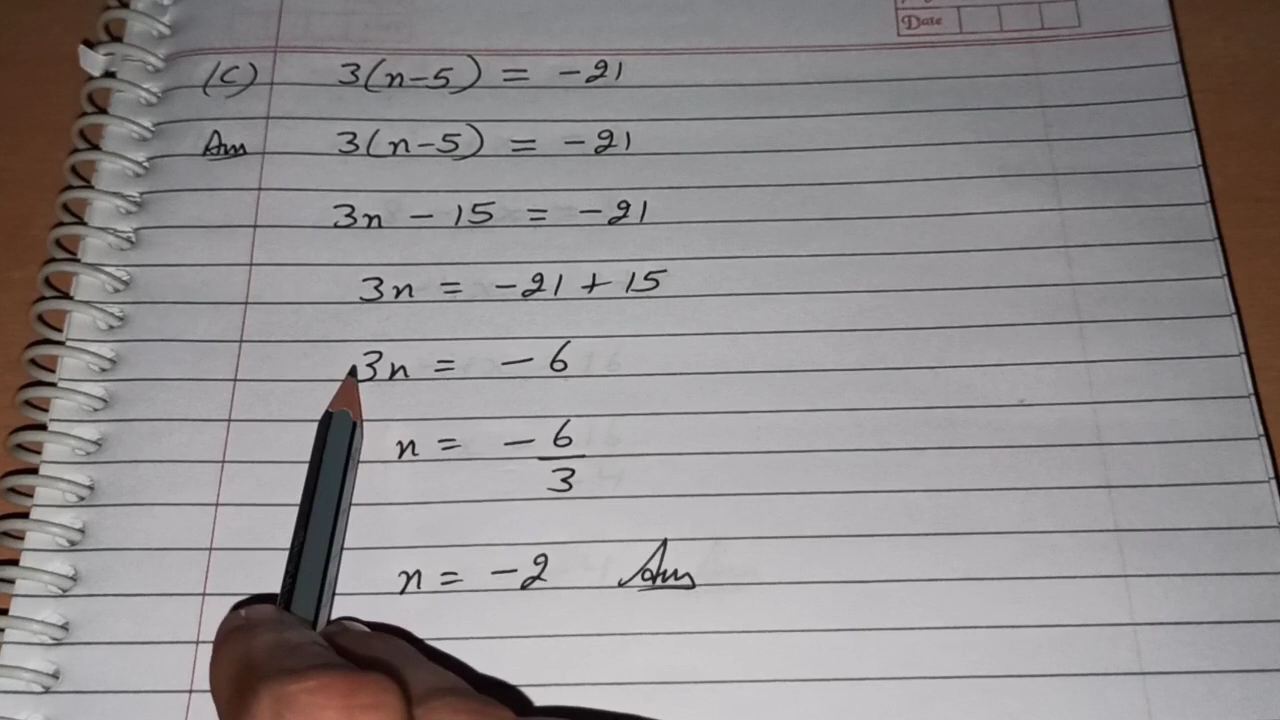 Date
(C) 3(n-5) = -21
Ans 3(n-5) = -21
3n - 15 = -21
3n = -21 + 15
3n = - 6
n = - 6
3
n = -2 Ans